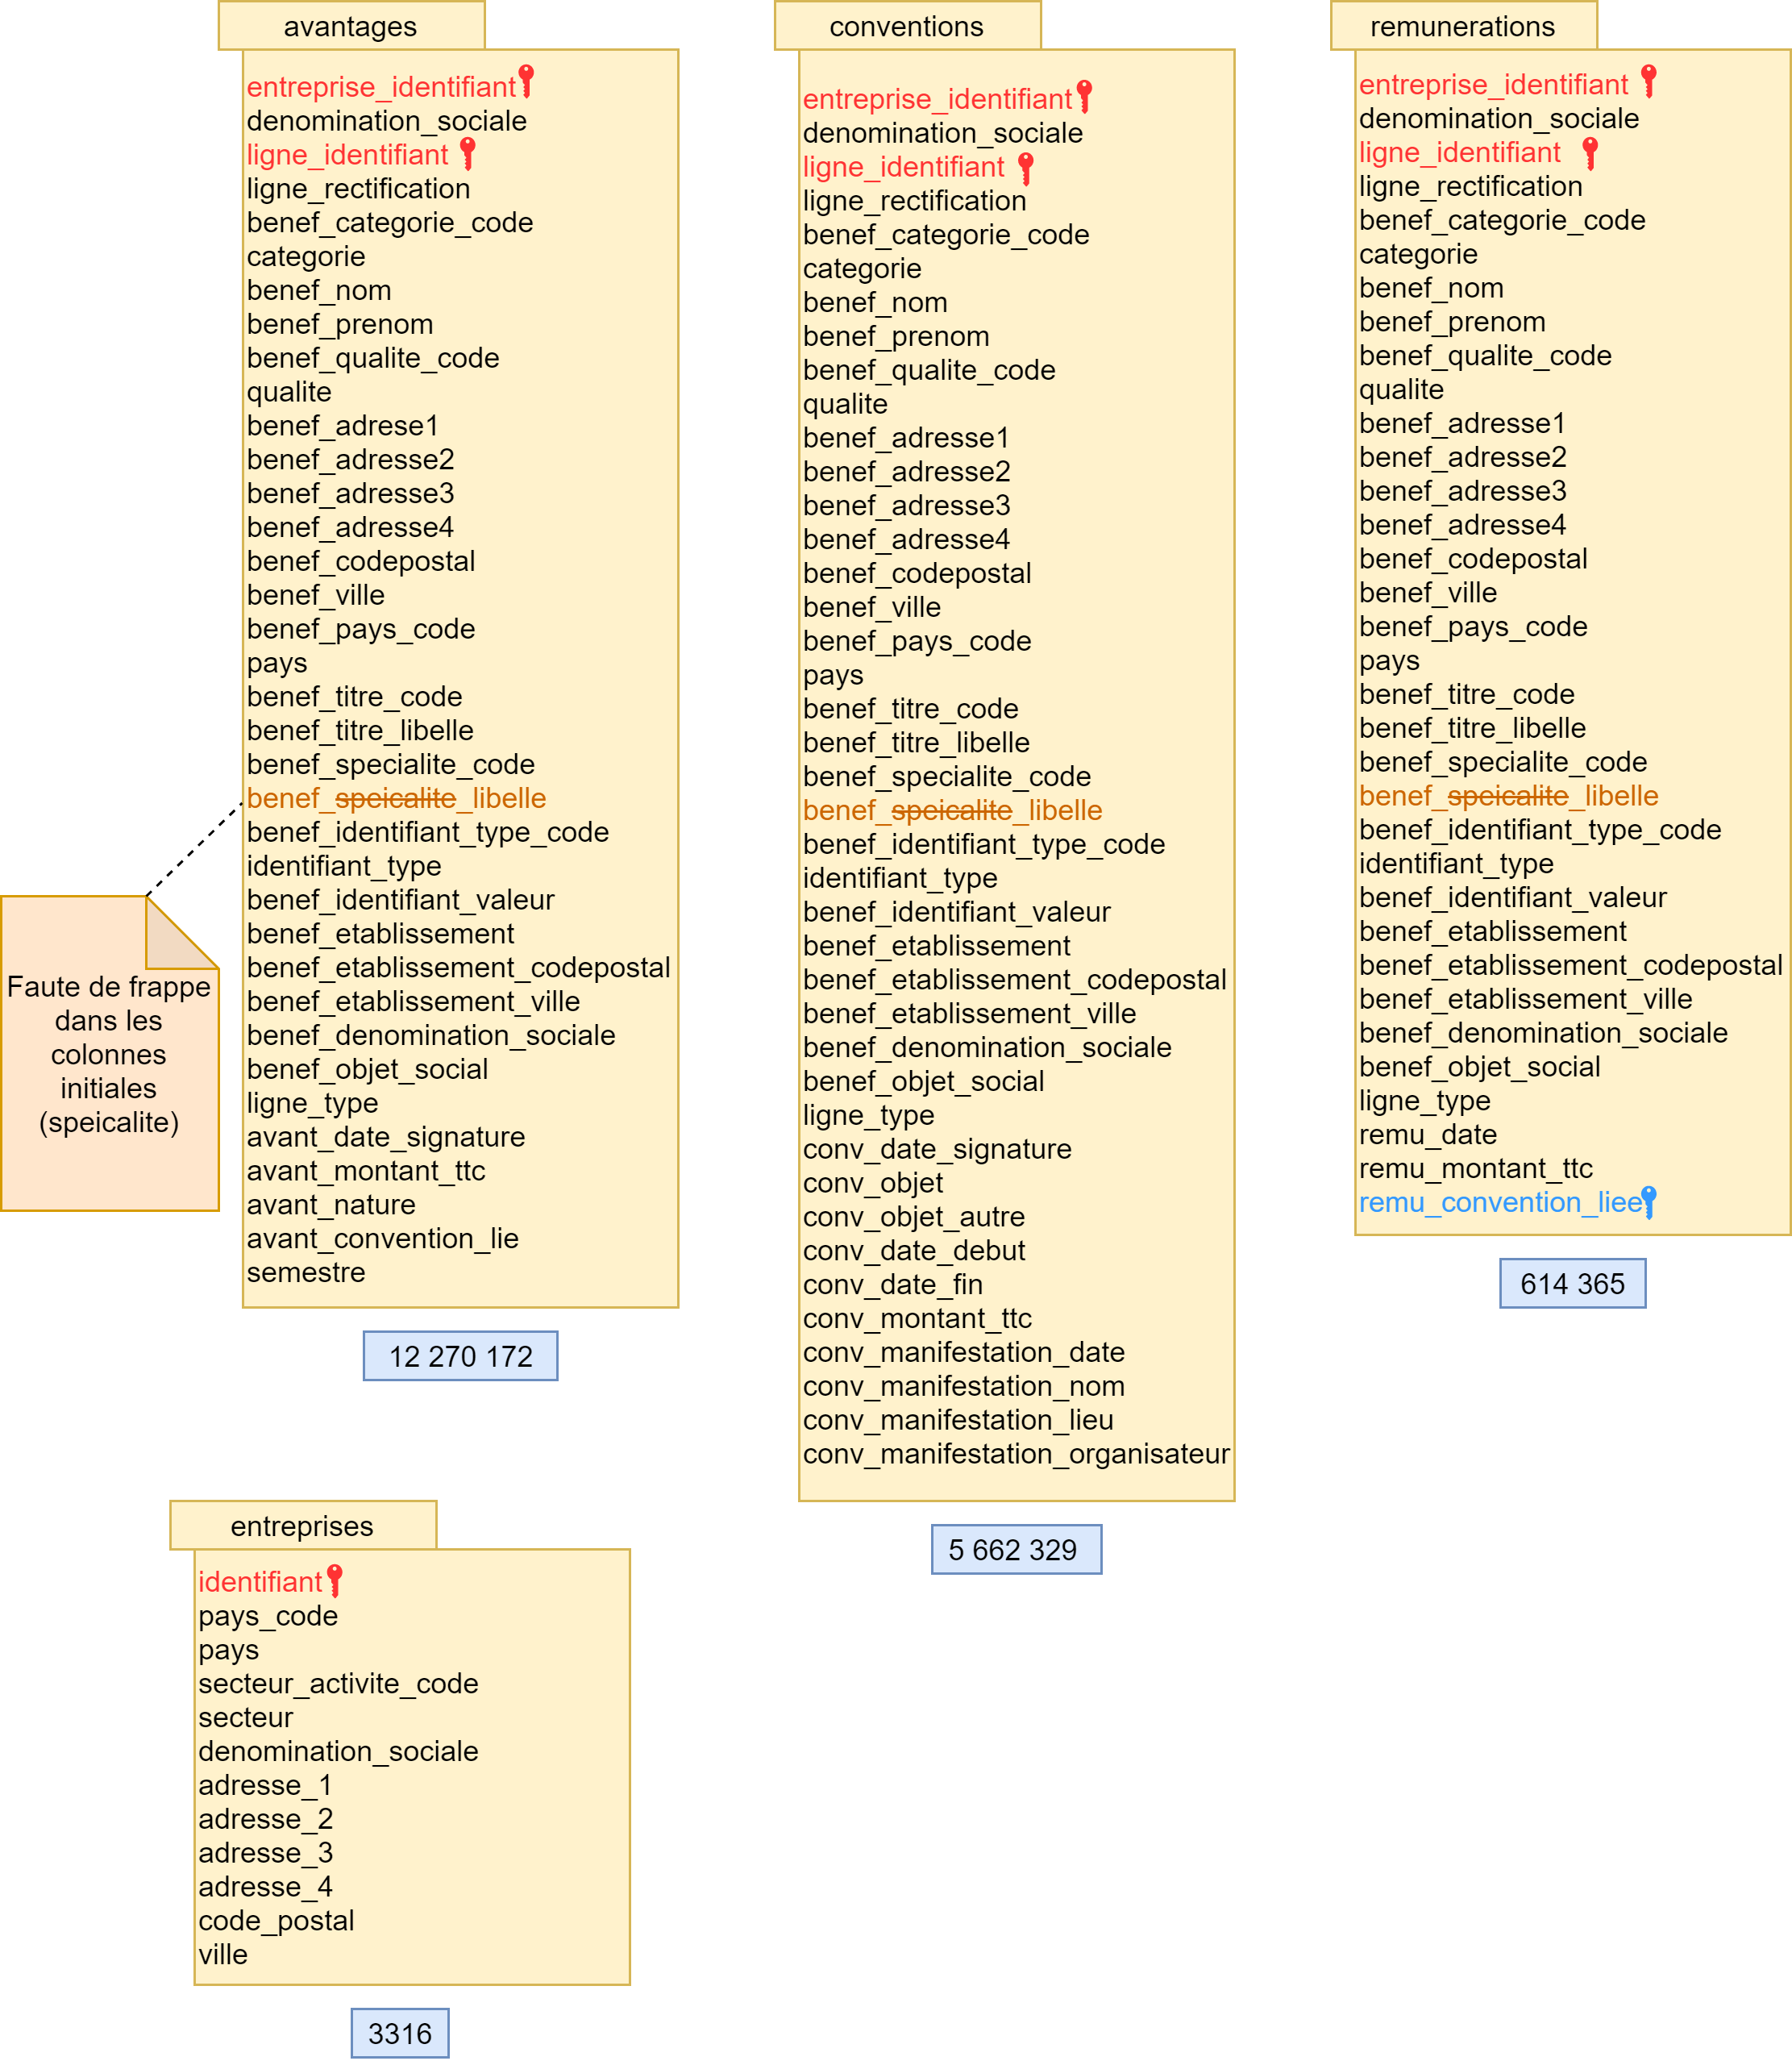 avantages
entreprise_identifiant
denomination_sociale
ligne_identifiant
ligne_rectification
benef_categorie_code
categorie
benef_nom
benef_prenom
benef_qualite_code
qualite
benef_adrese1
benef_adresse2
benef_adresse3
benef_adresse4
benef_codepostal
benef_ville
benef_pays_code
pays
benef_titre_code
benef_titre_libelle
benef_specialite_code
benef_speicalite_libelle
benef_identifiant_type_code
identifiant_type
benef_identifiant_valeur
benef_etablissement
benef_etablissement_codepostal
benef_etablissement_ville
benef_denomination_sociale
benef_objet_social
ligne_type
avant_date_signature
avant_montant_ttc
avant_nature
avant_convention_lie
semestre
12 270 172
Faute de frappe
dans les
colonnes
initiales
(speicalite)
conventions
entreprise_identifiant
denomination_sociale
ligne_identifiant
ligne_rectification
benef_categorie_code
categorie
benef_nom
benef_prenom
benef_qualite_code
qualite
benef_adresse1
benef_adresse2
benef_adresse3
benef_adresse4
benef_codepostal
benef_ville
benef_pays_code
pays
benef_titre_code
benef_titre_libelle
benef_specialite_code
benef_speicalite_libelle
benef_identifiant_type_code
identifiant_type
benef_identifiant_valeur
benef_etablissement
benef_etablissement_codepostal
benef_etablissement_ville
benef_denomination_sociale
benef_objet_social
ligne_type
conv_date_signature
conv_objet
conv_objet_autre
conv_date_debut
conv_date_fin
conv_montant_ttc
conv_manifestation_date
conv_manifestation_nom
conv_manifestation_lieu
conv_manifestation_organisateur
5 662 329
remunerations
entreprise_identifiant
denomination_sociale
ligne_identifiant
ligne_rectification
benef_categorie_code
categorie
benef_nom
benef_prenom
benef_qualite_code
qualite
benef_adresse1
benef_adresse2
benef_adresse3
benef_adresse4
benef_codepostal
benef_ville
benef_pays_code
pays
benef_titre_code
benef_titre_libelle
benef_specialite_code
benef_speicalite_libelle
benef_identifiant_type_code
identifiant_type
benef_identifiant_valeur
benef_etablissement
benef_etablissement_codepostal
benef_etablissement_ville
benef_denomination_sociale
benef_objet_social
ligne_type
remu_date
remu_montant_ttc
remu_convention_liee
614 365
entreprises
identifiant
pays_code
pays
secteur_activite_code
secteur
denomination_sociale
adresse_1
adresse_2
adresse_3
adresse_4
code_postal
ville
3316